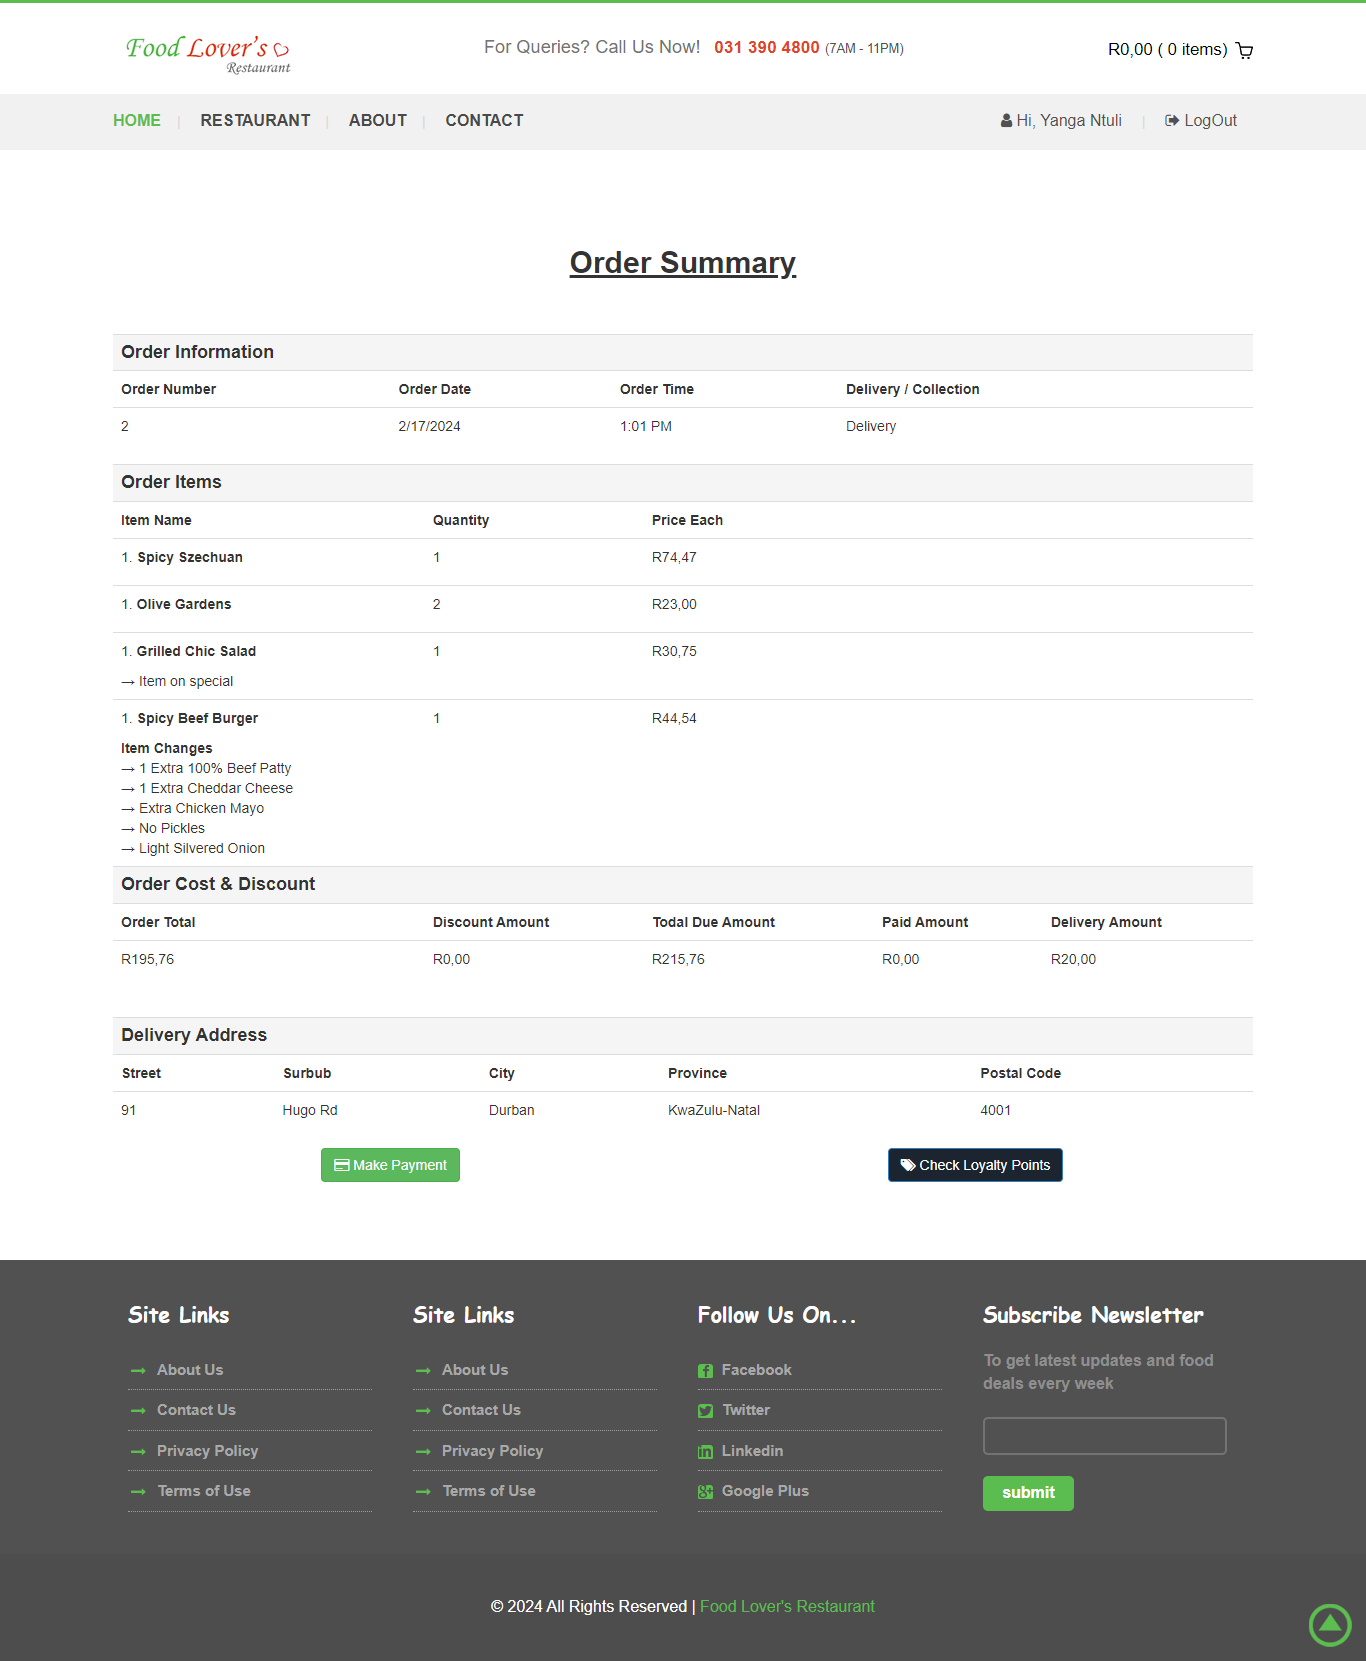 Food Lover's
Restaurant
For Queries? Call Us Now! 031 390 4800 (7AM - 11PM)
R0,00 ( 0 items)
HOME | RESTAURANT | ABOUT | CONTACT
Hi, Yanga Ntuli | LogOut
Order Summary
Order Information
Order Number Order Date Order Time Delivery / Collection
2 2/17/2024 1:01 PM Delivery
Order Items
Item Name Quantity Price Each
1. Spicy Szechuan 1 R74,47
1. Olive Gardens 2 R23,00
1. Grilled Chic Salad 1 R30,75
→ Item on special
1. Spicy Beef Burger 1 R44,54
Item Changes
→ 1 Extra 100% Beef Patty
→ 1 Extra Cheddar Cheese
→ Extra Chicken Mayo
→ No Pickles
→ Light Silvered Onion
Order Cost & Discount
Order Total Discount Amount Todal Due Amount Paid Amount Delivery Amount
R195,76 R0,00 R215,76 R0,00 R20,00
Delivery Address
Street Surbub City Province Postal Code
91 Hugo Rd Durban KwaZulu-Natal 4001
Make Payment
Check Loyalty Points
Site Links
About Us
Contact Us
Privacy Policy
Terms of Use
Site Links
About Us
Contact Us
Privacy Policy
Terms of Use
Follow Us On...
Facebook
Twitter
Linkedin
Google Plus
Subscribe Newsletter
To get latest updates and food
deals every week
submit
© 2024 All Rights Reserved | Food Lover's Restaurant